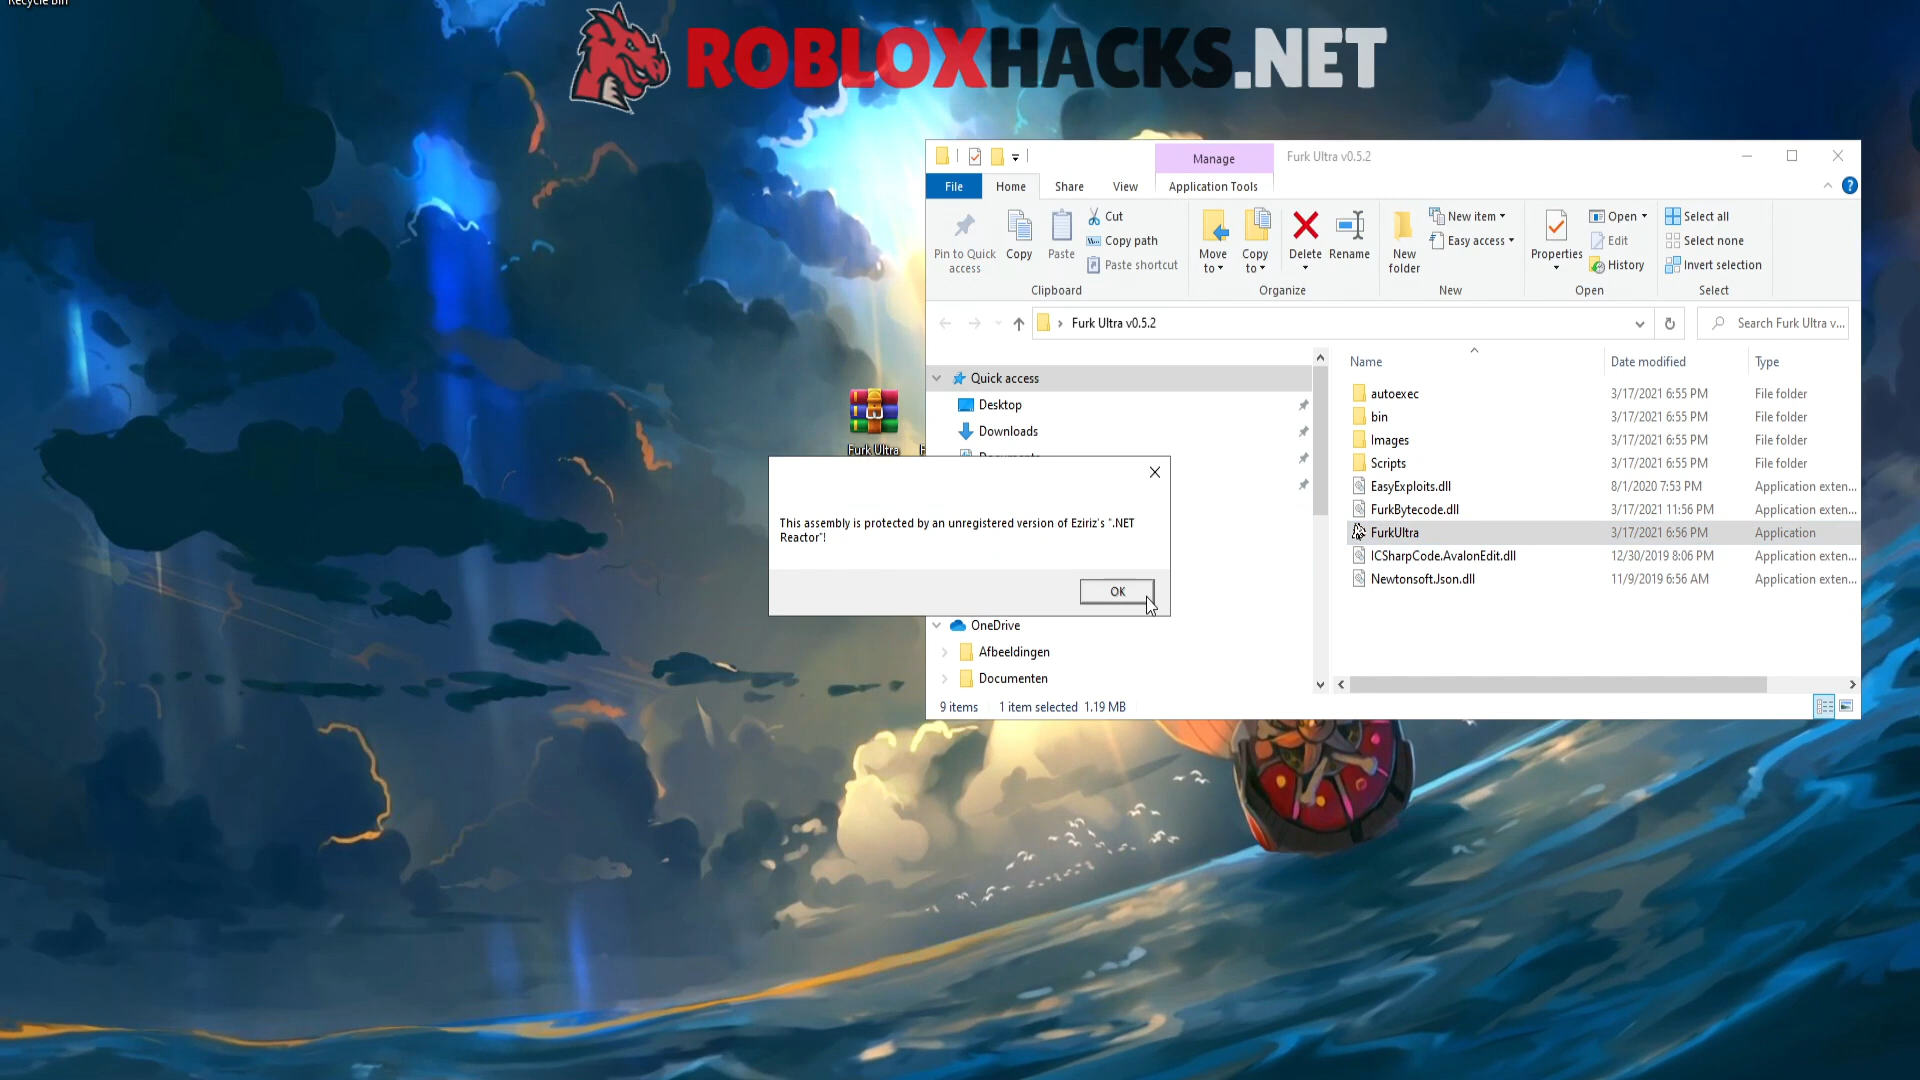 Recycle Bin
ROBLOXHACKS.NET
Manage
Furk Ultra v0.5.2
File
Home
Share
View
Application Tools
Pin to Quick access
Copy
Paste
Cut
Copy path
Paste shortcut
Clipboard
Move to
Copy to
Delete
Rename
Organize
New folder
New item
Easy access
New
Properties
Open
Edit
History
Open
Select all
Select none
Invert selection
Select
Furk Ultra v0.5.2
Search Furk Ultra v...
Quick access
Desktop
Downloads
Documents
OneDrive
Afbeeldingen
Documenten
Name
Date modified
Type
autoexec 3/17/2021 6:55 PM File folder
bin 3/17/2021 6:55 PM File folder
Images 3/17/2021 6:55 PM File folder
Scripts 3/17/2021 6:55 PM File folder
EasyExploits.dll 8/1/2020 7:53 PM Application exten...
FurkBytecode.dll 3/17/2021 11:56 PM Application exten...
FurkUltra 3/17/2021 6:56 PM Application
ICSharpCode.AvalonEdit.dll 12/30/2019 8:06 PM Application exten...
Newtonsoft.Json.dll 11/9/2019 6:56 AM Application exten...
9 items 1 item selected 1.19 MB
Furk Ultra
This assembly is protected by an unregistered version of Eziriz's ".NET
Reactor"!
OK